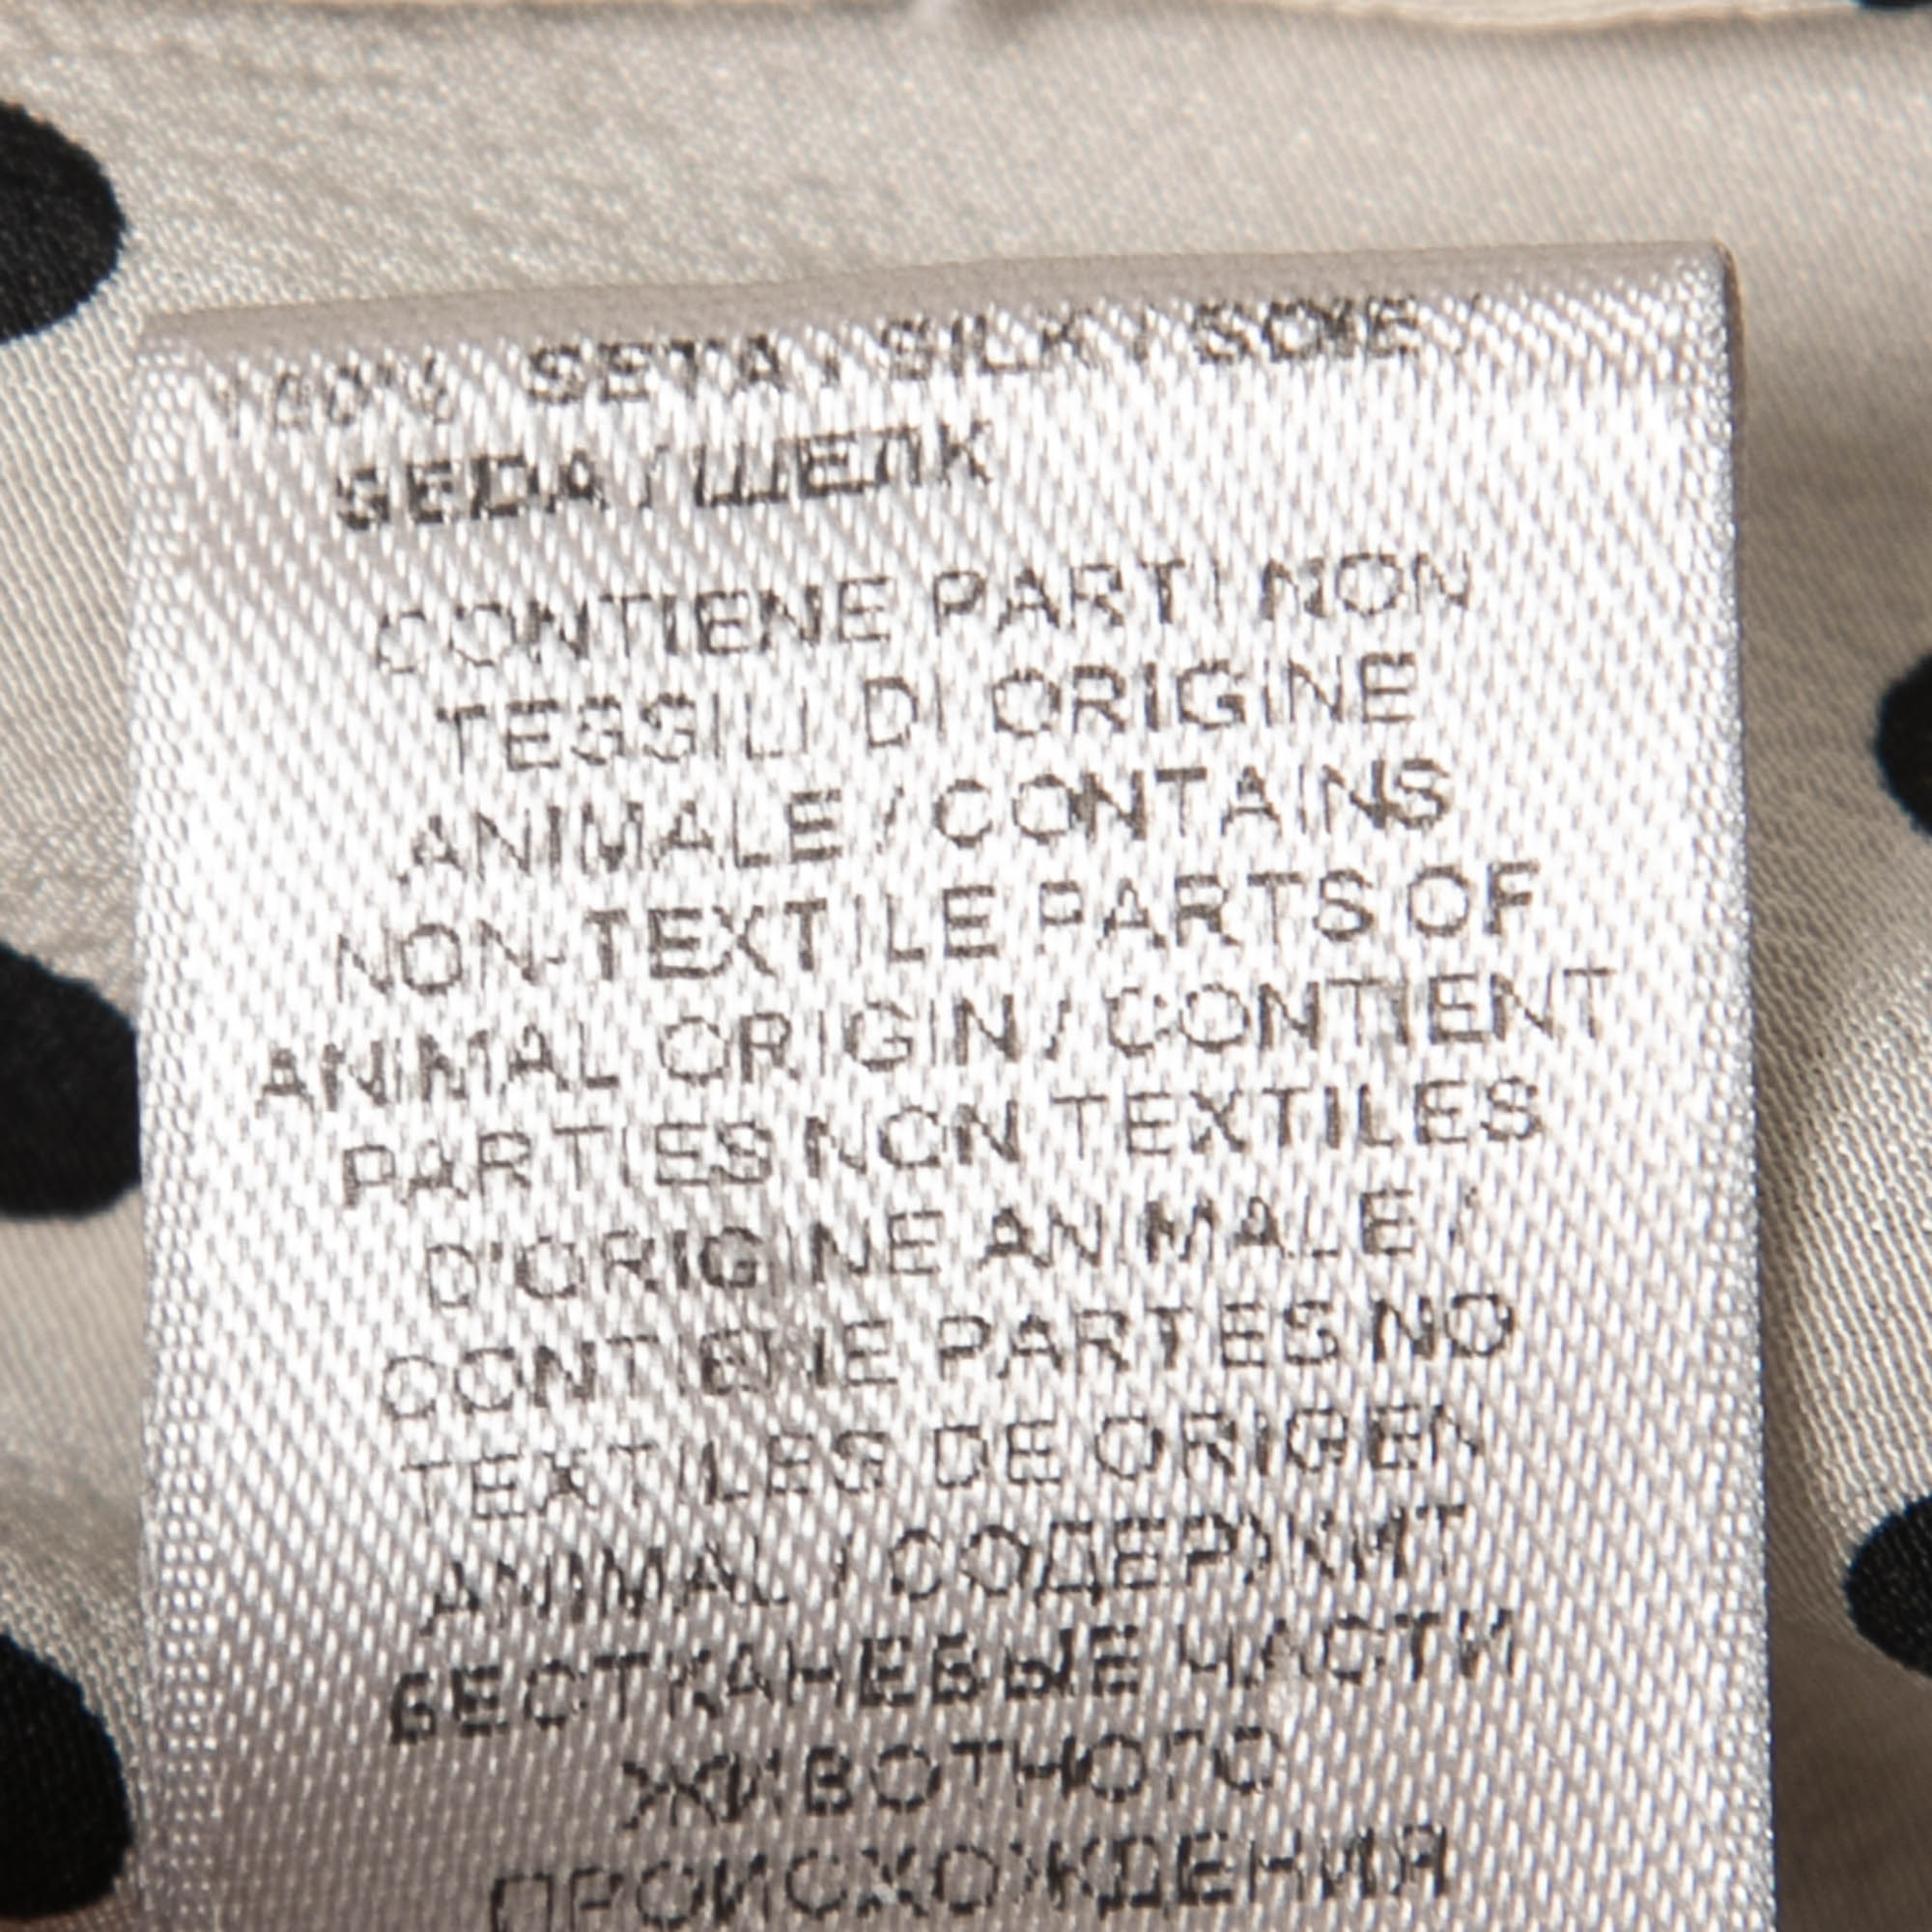 100% SETA / SILK / SOIE /
SEDA / ШЕЛК
CONTIENE PARTI NON
TESSILI DI ORIGINE
ANIMALE / CONTAINS
NON-TEXTILE PARTS OF
ANIMAL ORIGIN / CONTIENT
PARTIES NON TEXTILES
D'ORIGINE ANIMALE /
CONTIENE PARTES NO
TEXTILES DE ORIGEN
ANIMAL / СОДЕРЖИТ
БЕСТКАНЕВЫЕ ЧАСТИ
ЖИВОТНОГО
ПРОИСХОЖДЕНИЯ